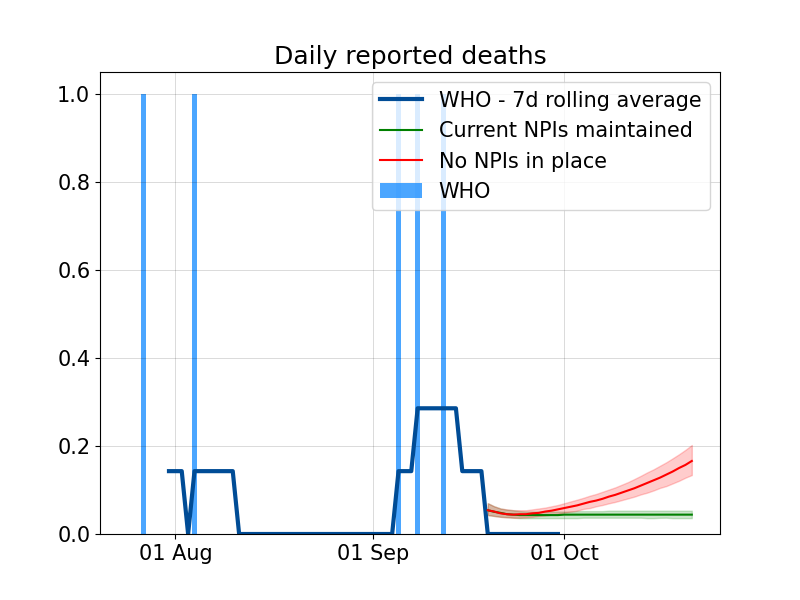 Daily reported deaths
WHO - 7d rolling average
Current NPIs maintained
No NPIs in place
WHO
1.0
0.8
0.6
0.4
0.2
0.0
01 Aug
01 Sep
01 Oct